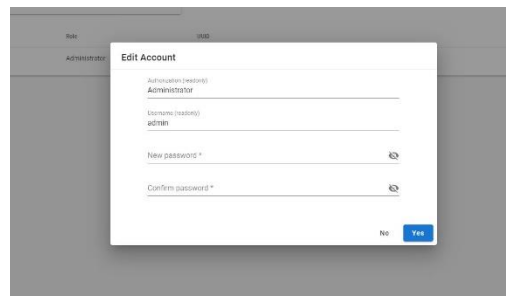 Role UUID
Administrator
Edit Account
Authorization (readonly)
Administrator
Username (readonly)
admin
New password *
Confirm password *
No Yes